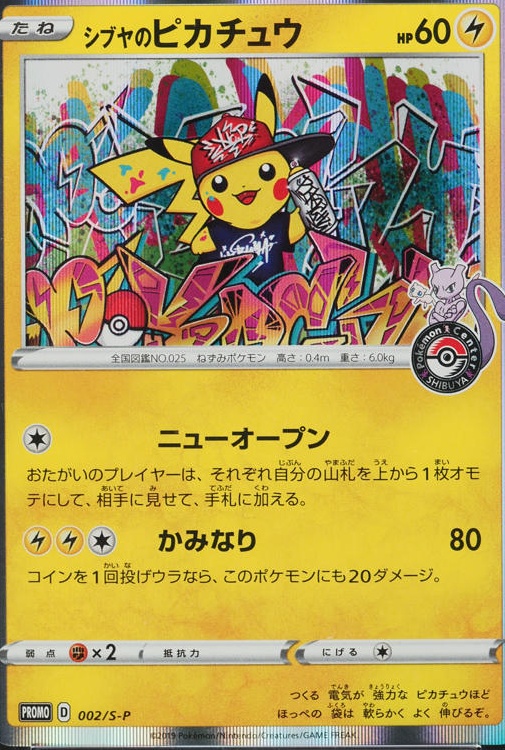 たね
シブヤのピカチュウ
HP60
全国図鑑NO.025 ねずみポケモン 高さ:0.4m 重さ:6.0kg
Pokémon Center
SHIBUYA
ニューオープン
おたがいのプレイヤーは、それぞれ自分の山札を上から1枚オモ
テにして、相手に見せて、手札に加える。
かみなり 80
コインを1回投げウラなら、このポケモンにも20ダメージ。
弱点 ×2 抵抗力 にげる
PROMO D 002/S-P
つくる 電気が 強力な ピカチュウほど
ほっぺの 袋は 軟らかく よく 伸びるぞ。
©2019 Pokémon/Nintendo/Creatures/GAME FREAK